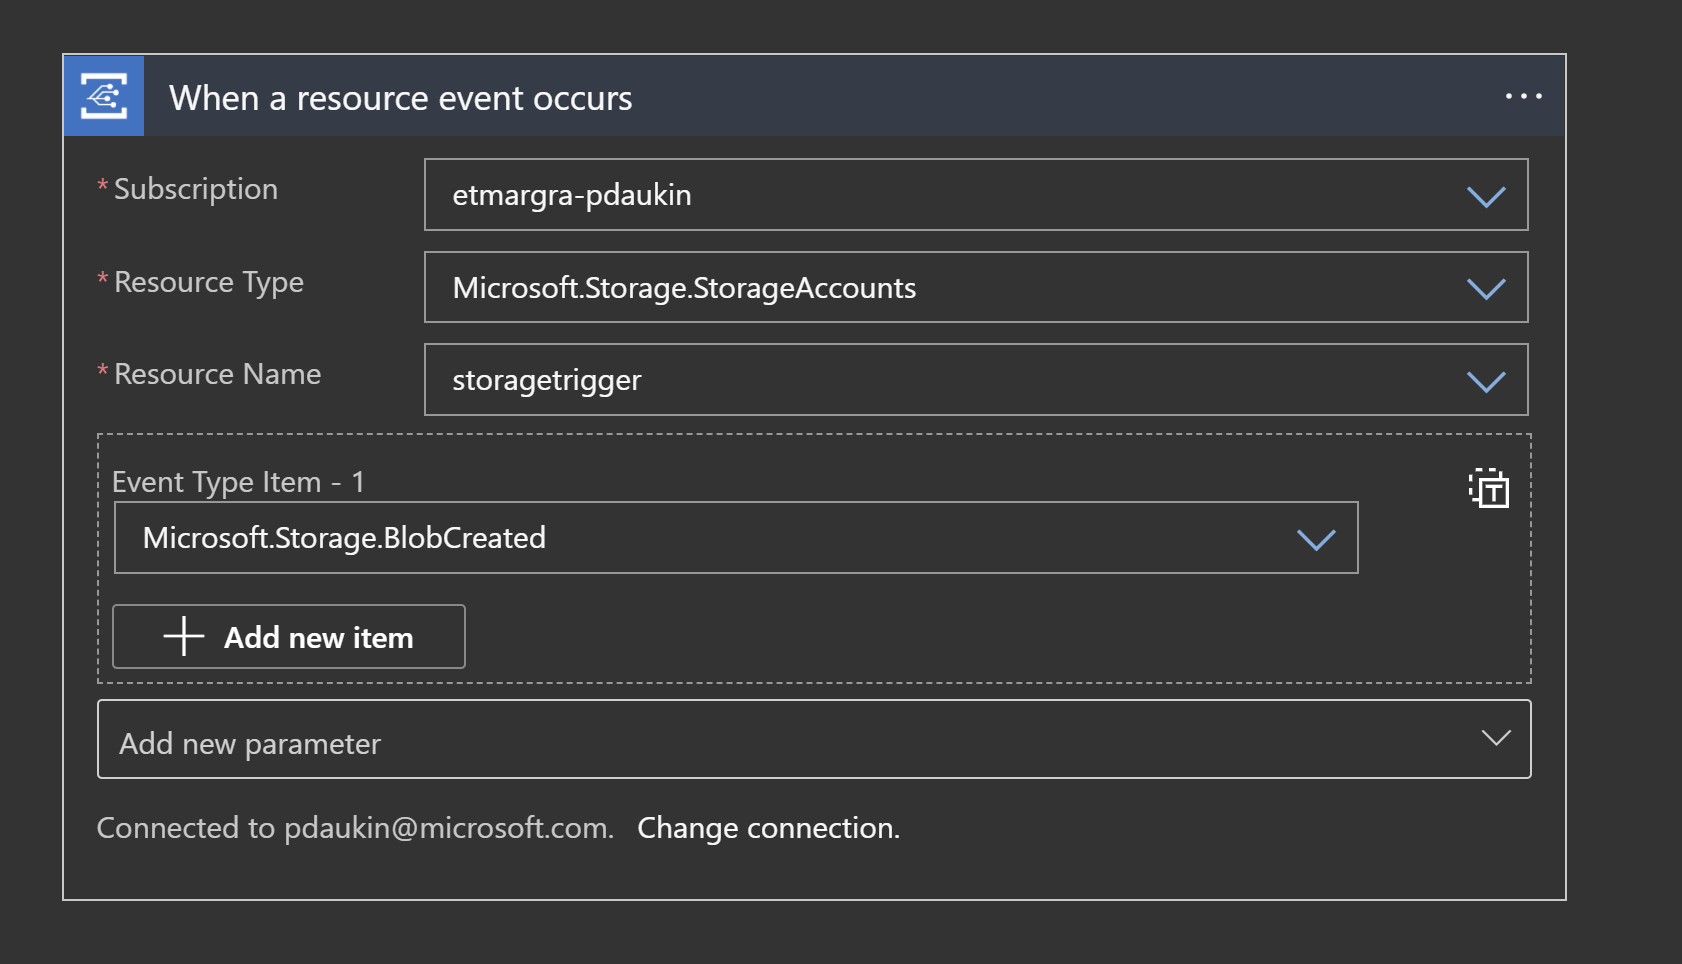 When a resource event occurs
* Subscription
etmargra-pdaukin
* Resource Type
Microsoft.Storage.StorageAccounts
* Resource Name
storagetrigger
Event Type Item - 1
T
Microsoft.Storage.BlobCreated
Add new item
Add new parameter
Connected to pdaukin@microsoft.com. Change connection.